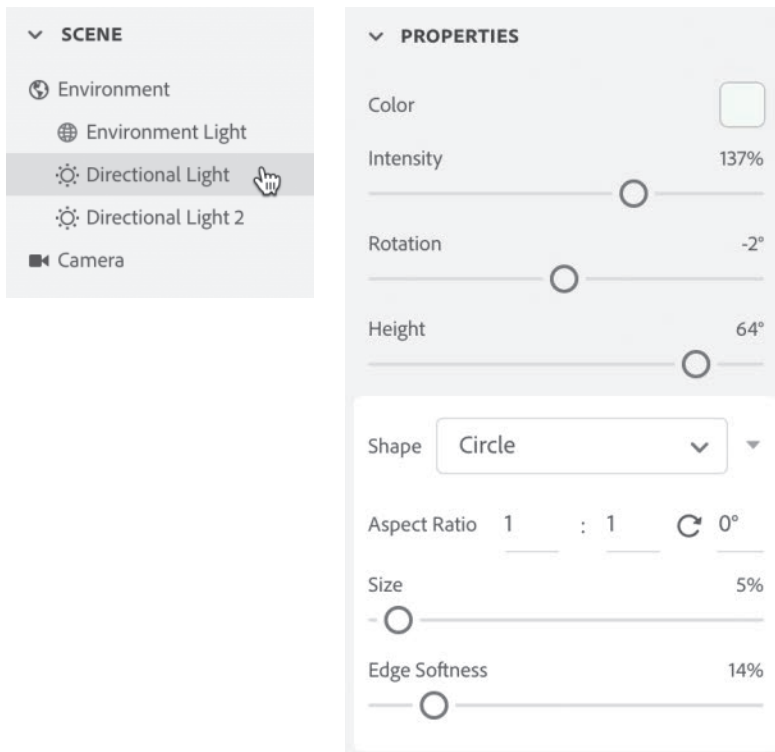 SCENE
Environment
Environment Light
Directional Light
Directional Light 2
Camera
PROPERTIES
Color
Intensity 137%
Rotation -2°
Height 64°
Shape Circle
Aspect Ratio 1 : 1 0°
Size 5%
Edge Softness 14%